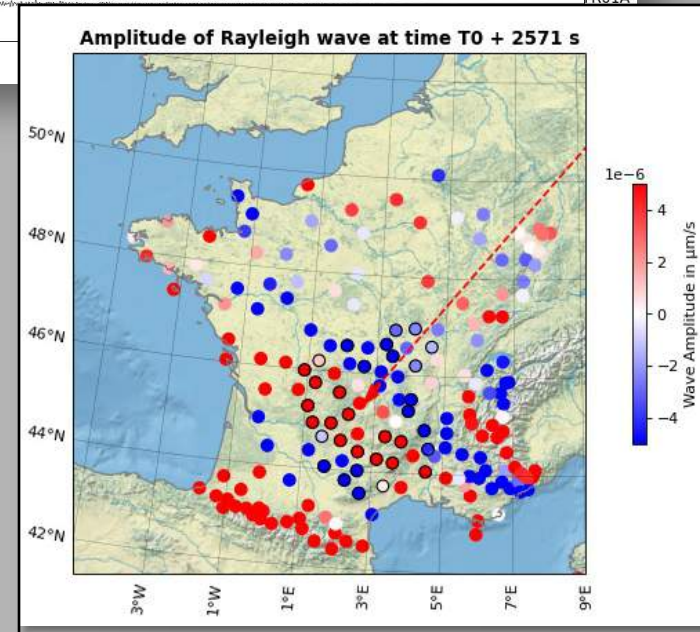 R01A
Amplitude of Rayleigh wave at time T0 + 2571 s
50°N
48°N
46°N
44°N
42°N
3°W
1°W
1°E
3°E
5°E
7°E
9°E
1e−6
4
2
0
−2
−4
Wave Amplitude in μm/s